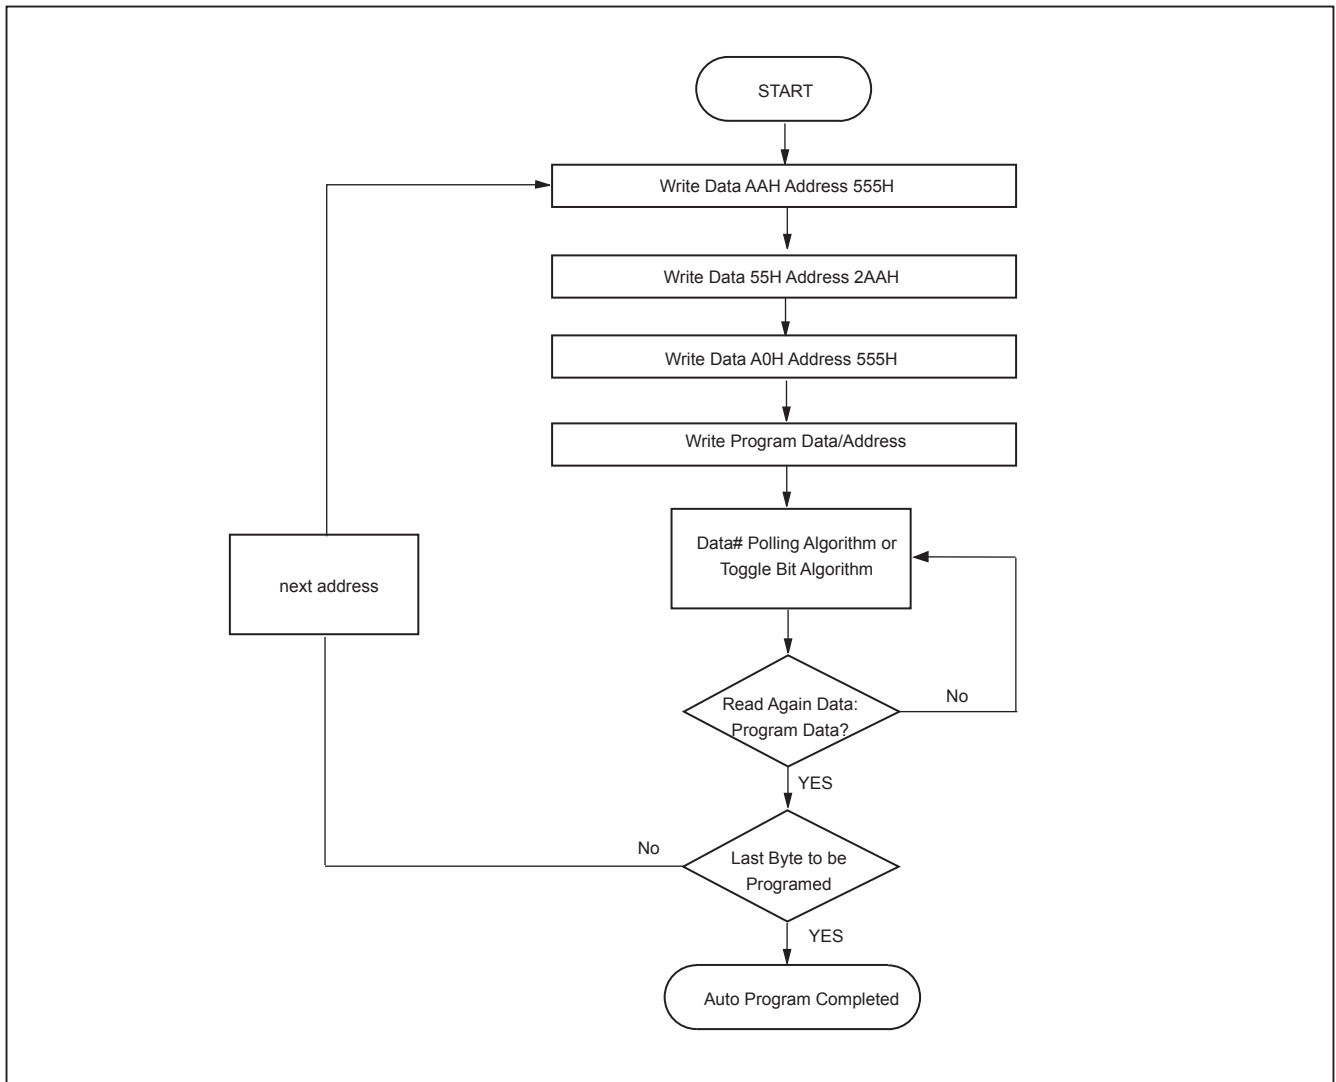 START
Write Data AAH Address 555H
Write Data 55H Address 2AAH
Write Data A0H Address 555H
Write Program Data/Address
Data# Polling Algorithm or
Toggle Bit Algorithm
next address
Read Again Data:
Program Data?
No
YES
No
Last Byte to be
Programed
YES
Auto Program Completed